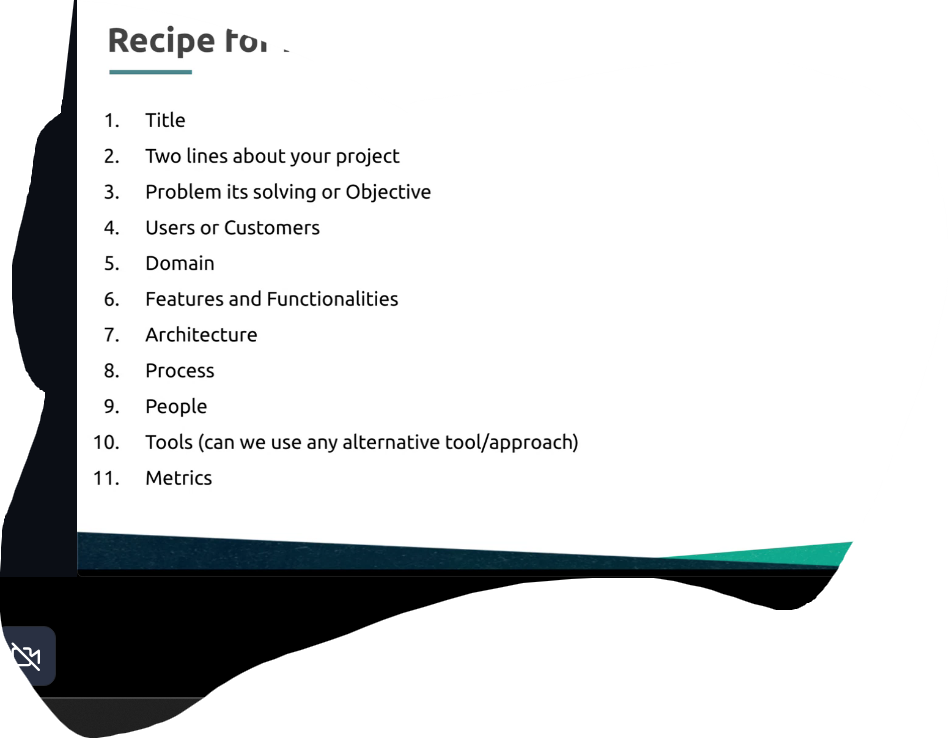 Recipe for
1. Title
2. Two lines about your project
3. Problem its solving or Objective
4. Users or Customers
5. Domain
6. Features and Functionalities
7. Architecture
8. Process
9. People
10. Tools (can we use any alternative tool/approach)
11. Metrics